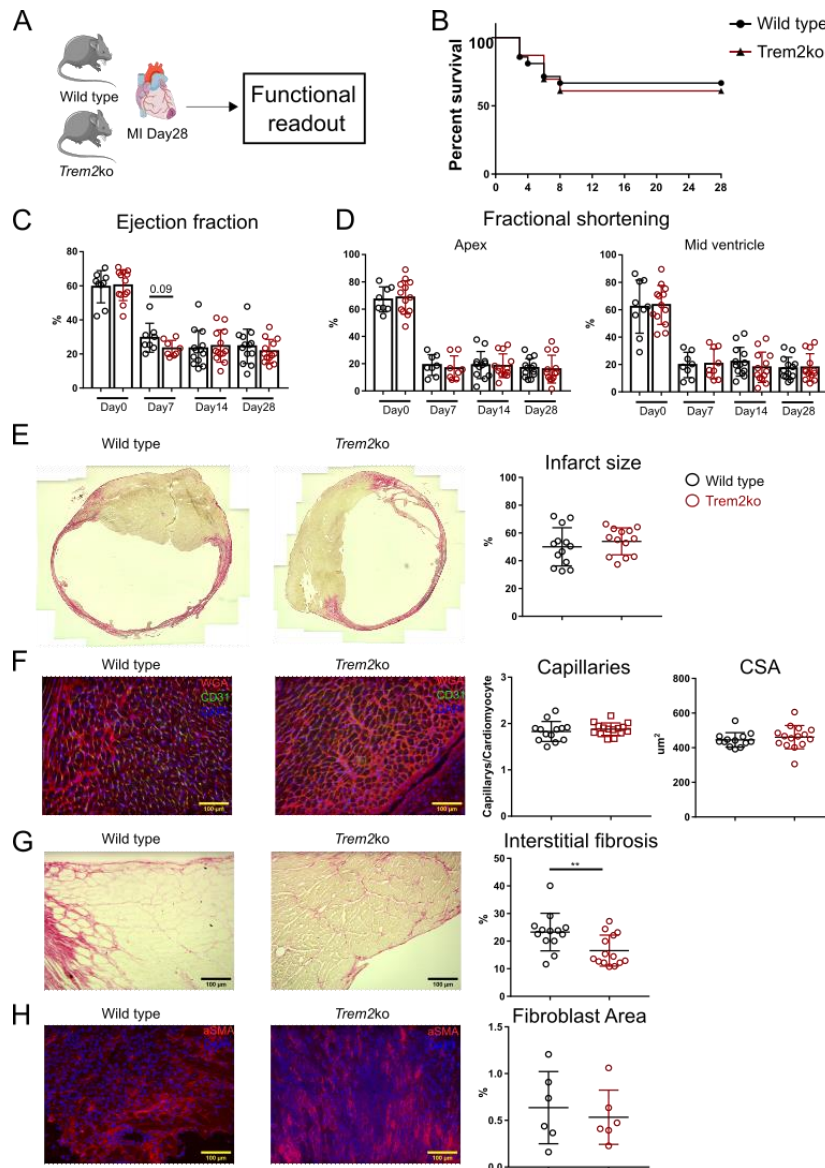 A
Wild type
Trem2ko
MI Day28
Functional
readout
B
Percent survival
100
50
0
0 4 8 12 16 20 24 28
Wild type
Trem2ko
C
Ejection fraction
%
80
60
40
20
0
0.09
Day0 Day7 Day14 Day28
D
Fractional shortening
Apex
%
100
80
60
40
20
0
Day0 Day7 Day14 Day28
Mid ventricle
%
100
80
60
40
20
0
Day0 Day7 Day14 Day28
E
Wild type
Trem2ko
Infarct size
%
100
80
60
40
20
0
Wild type
Trem2ko
F
Wild type
WGA
CD31
DAPI
100 µm
Trem2ko
CD31
100 µm
Capillaries
Capillarys/Cardiomyocyte
3
2
1
0
CSA
um²
800
600
400
200
0
G
Wild type
100 µm
Trem2ko
100 µm
Interstitial fibrosis
%
50
40
30
20
10
0
**
H
Wild type
aSMA
100 µm
Trem2ko
aSMA
100 µm
Fibroblast Area
%
1.5
1.0
0.5
0.0